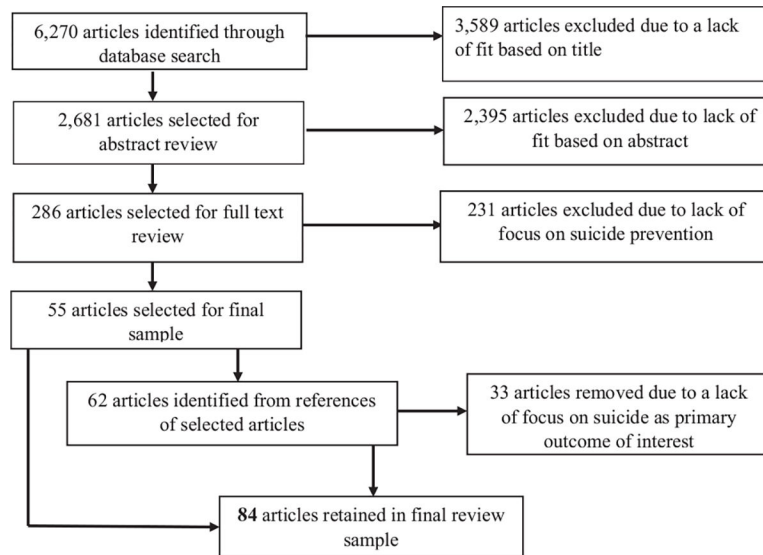 6,270 articles identified through
database search
3,589 articles excluded due to a lack
of fit based on title
2,681 articles selected for
abstract review
2,395 articles excluded due to lack of
fit based on abstract
286 articles selected for full text
review
231 articles excluded due to lack of
focus on suicide prevention
55 articles selected for final
sample
62 articles identified from references
of selected articles
33 articles removed due to a lack
of focus on suicide as primary
outcome of interest
84 articles retained in final review
sample